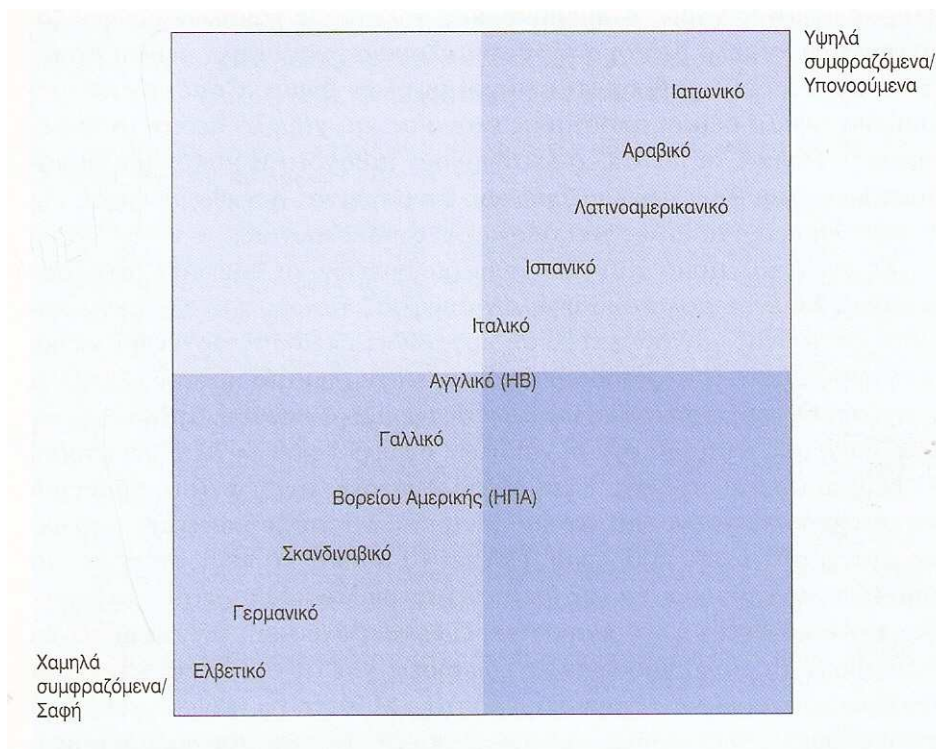 Υψηλά
συμφραζόμενα/
Υπονοούμενα
Ιαπωνικό
Αραβικό
Λατινοαμερικανικό
Ισπανικό
Ιταλικό
Αγγλικό (ΗΒ)
Γαλλικό
Βορείου Αμερικής (ΗΠΑ)
Σκανδιναβικό
Γερμανικό
Ελβετικό
Χαμηλά
συμφραζόμενα/
Σαφή